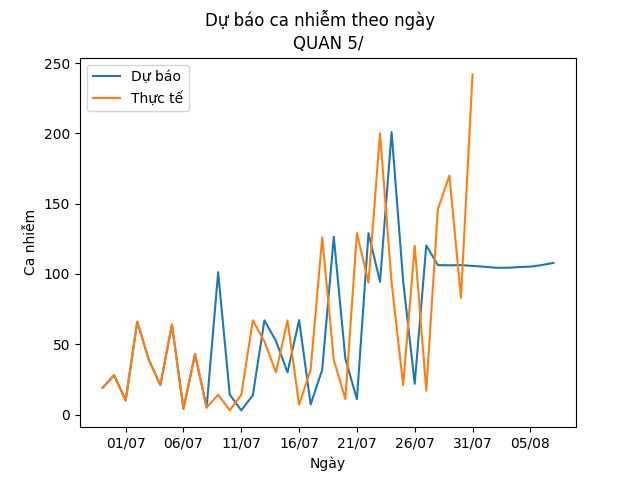 Dự báo ca nhiễm theo ngày
QUAN 5/
Dự báo
Thực tế
Ca nhiễm
250
200
150
100
50
0
01/07 06/07 11/07 16/07 21/07 26/07 31/07 05/08
Ngày